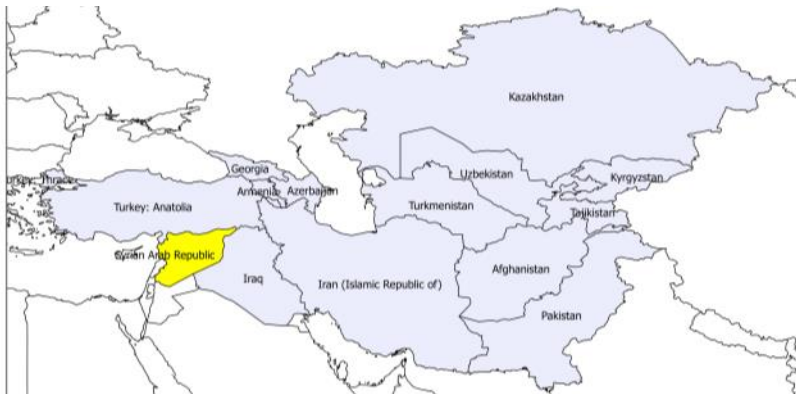 Kazakhstan
Georgia
Uzbekistan
Kyrgyzstan
Turkey: Thrace
Armenia
Azerbaijan
Turkey: Anatolia
Turkmenistan
Tajikistan
Syrian Arab Republic
Afghanistan
Iraq
Iran (Islamic Republic of)
Pakistan